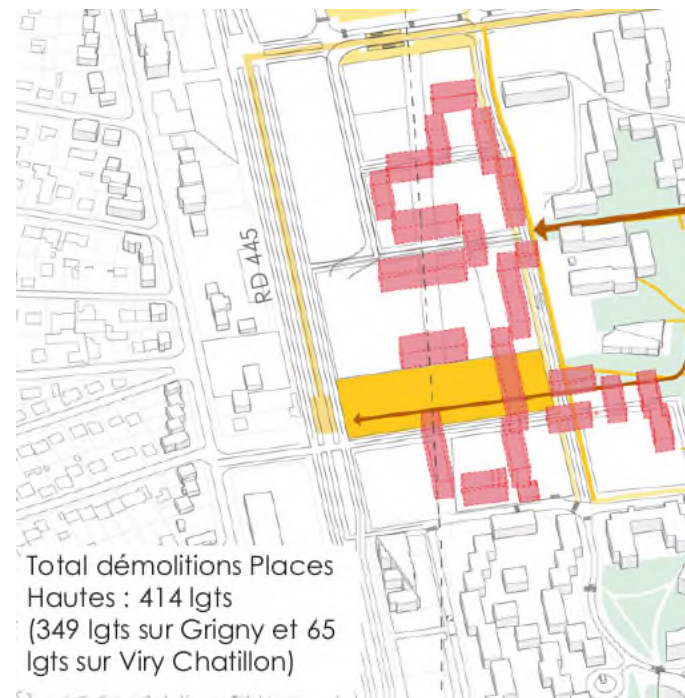 RD 445
Total démolitions Places
Hautes : 414 lgts
(349 lgts sur Grigny et 65
lgts sur Viry Chatillon)